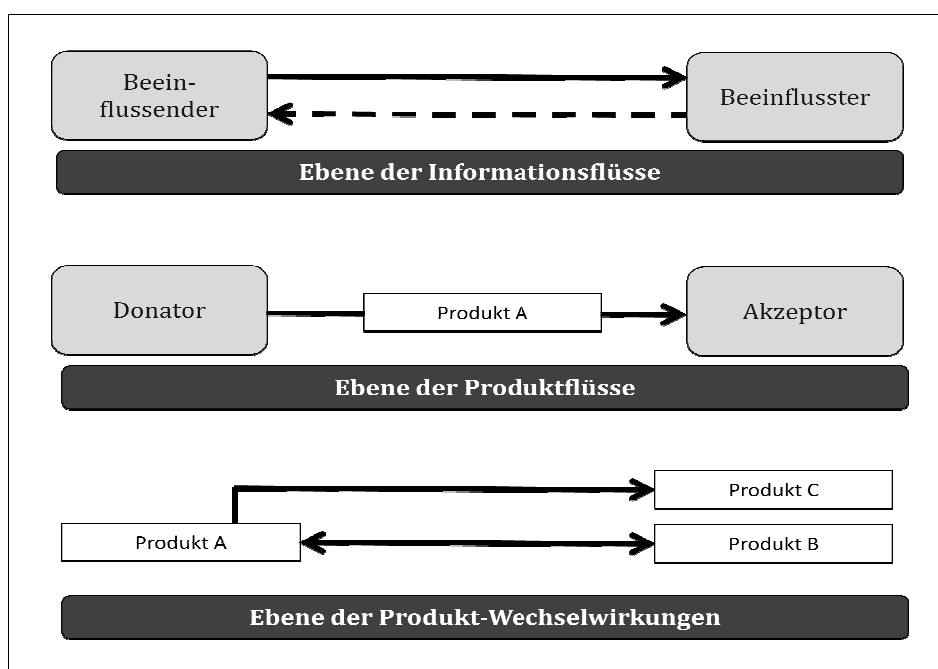 Beein-
flussender
Beeinflusster
Ebene der Informationsflüsse
Donator
Produkt A
Akzeptor
Ebene der Produktflüsse
Produkt C
Produkt A
Produkt B
Ebene der Produkt-Wechselwirkungen